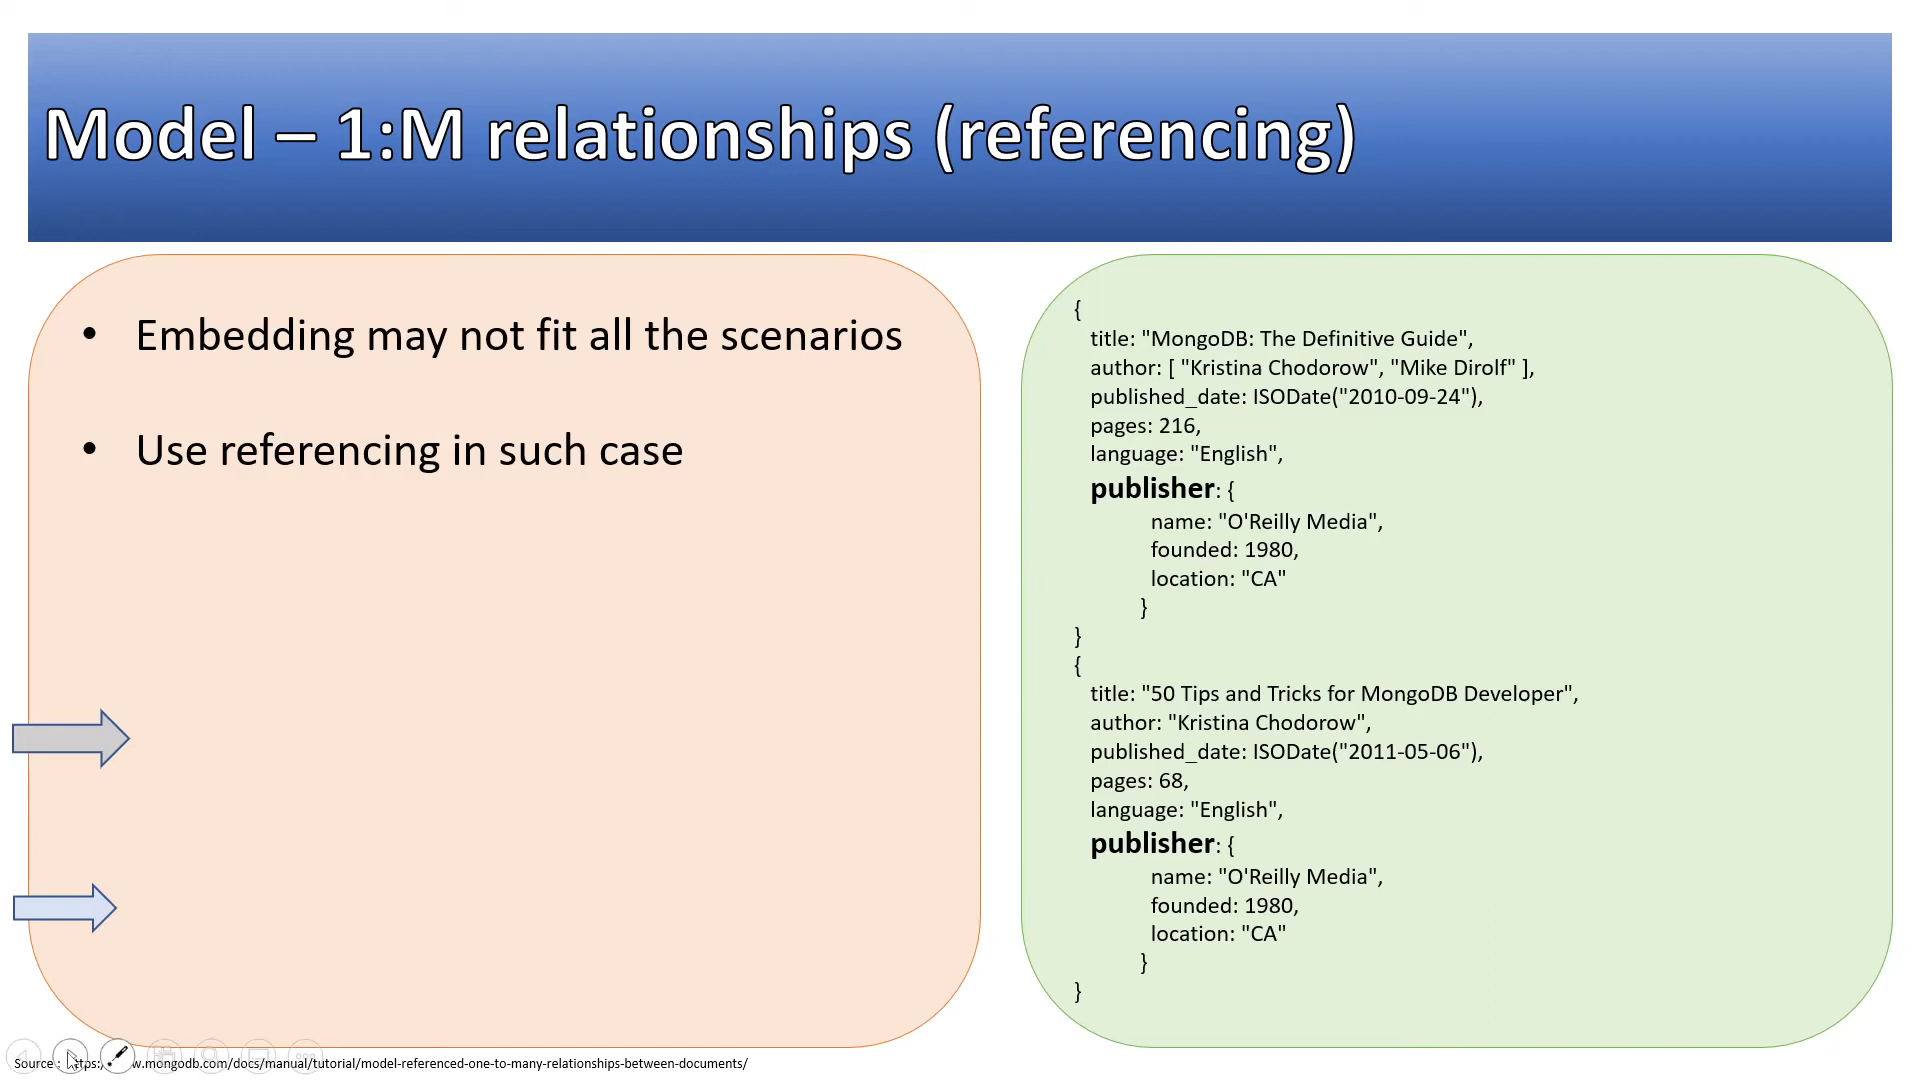 Model – 1:M relationships (referencing)
• Embedding may not fit all the scenarios
• Use referencing in such case
{
title: "MongoDB: The Definitive Guide",
author: [ "Kristina Chodorow", "Mike Dirolf" ],
published_date: ISODate("2010-09-24"),
pages: 216,
language: "English",
publisher: {
name: "O'Reilly Media",
founded: 1980,
location: "CA"
}
}
{
title: "50 Tips and Tricks for MongoDB Developer",
author: "Kristina Chodorow",
published_date: ISODate("2011-05-06"),
pages: 68,
language: "English",
publisher: {
name: "O'Reilly Media",
founded: 1980,
location: "CA"
}
}
Source : w.mongodb.com/docs/manual/tutorial/model-referenced-one-to-many-relationships-between-documents/